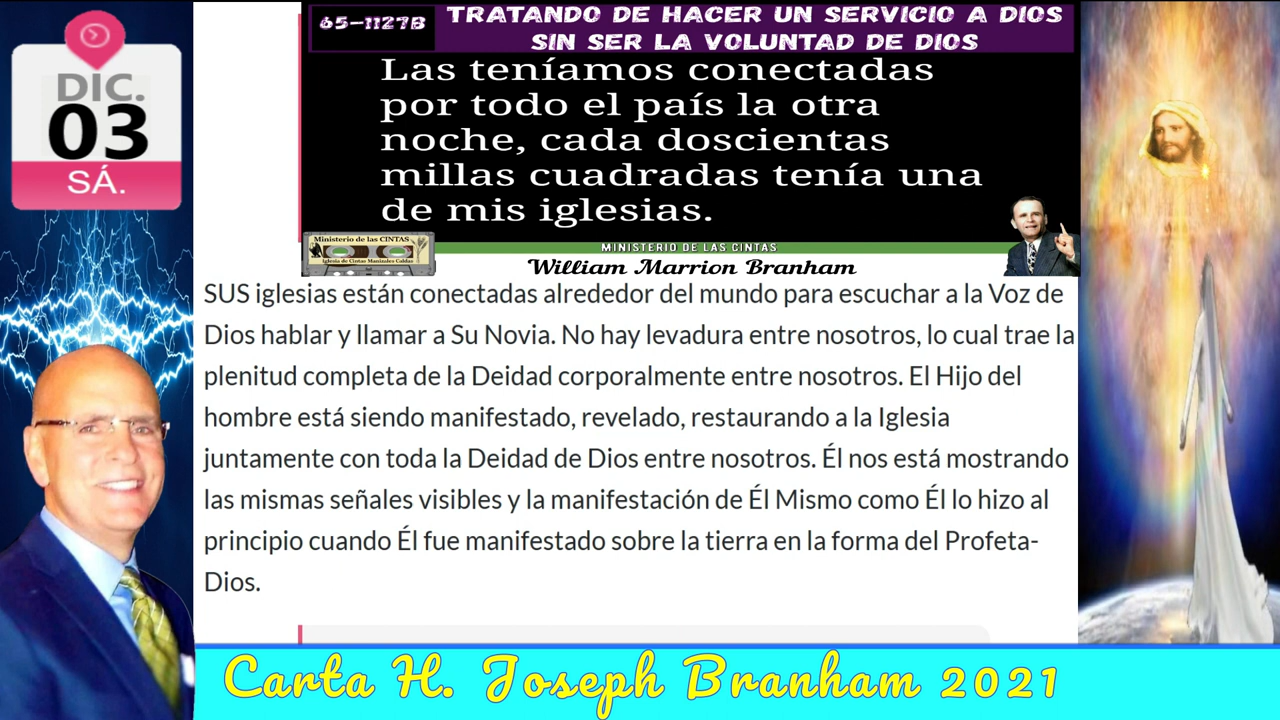 DIC.
03
SÁ.
65-1127B
TRATANDO DE HACER UN SERVICIO A DIOS
SIN SER LA VOLUNTAD DE DIOS
Las teníamos conectadas
por todo el país la otra
noche, cada doscientas
millas cuadradas tenía una
de mis iglesias.
Ministerio de las CINTAS
Iglesia de Cintas Manizales Caldas
MINISTERIO DE LAS CINTAS
William Marrion Branham
SUS iglesias están conectadas alrededor del mundo para escuchar a la Voz de
Dios hablar y llamar a Su Novia. No hay levadura entre nosotros, lo cual trae la
plenitud completa de la Deidad corporalmente entre nosotros. El Hijo del
hombre está siendo manifestado, revelado, restaurando a la Iglesia
juntamente con toda la Deidad de Dios entre nosotros. Él nos está mostrando
las mismas señales visibles y la manifestación de Él Mismo como Él lo hizo al
principio cuando Él fue manifestado sobre la tierra en la forma del Profeta-
Dios.
Carta H. Joseph Branham 2021